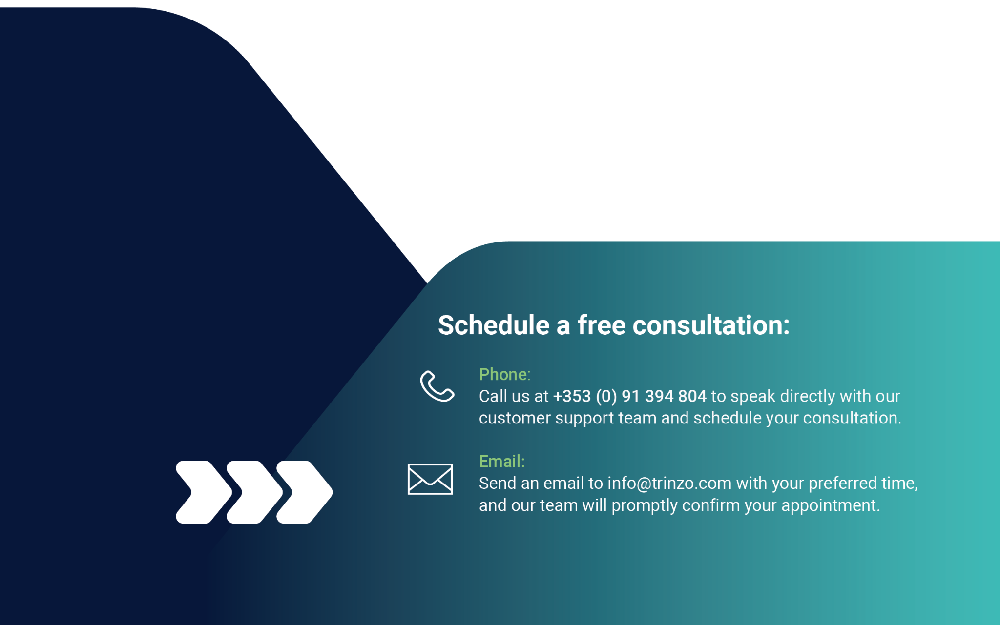 Schedule a free consultation:
Phone:
Call us at +353 (0) 91 394 804 to speak directly with our
customer support team and schedule your consultation.
Email:
Send an email to info@trinzo.com with your preferred time,
and our team will promptly confirm your appointment.